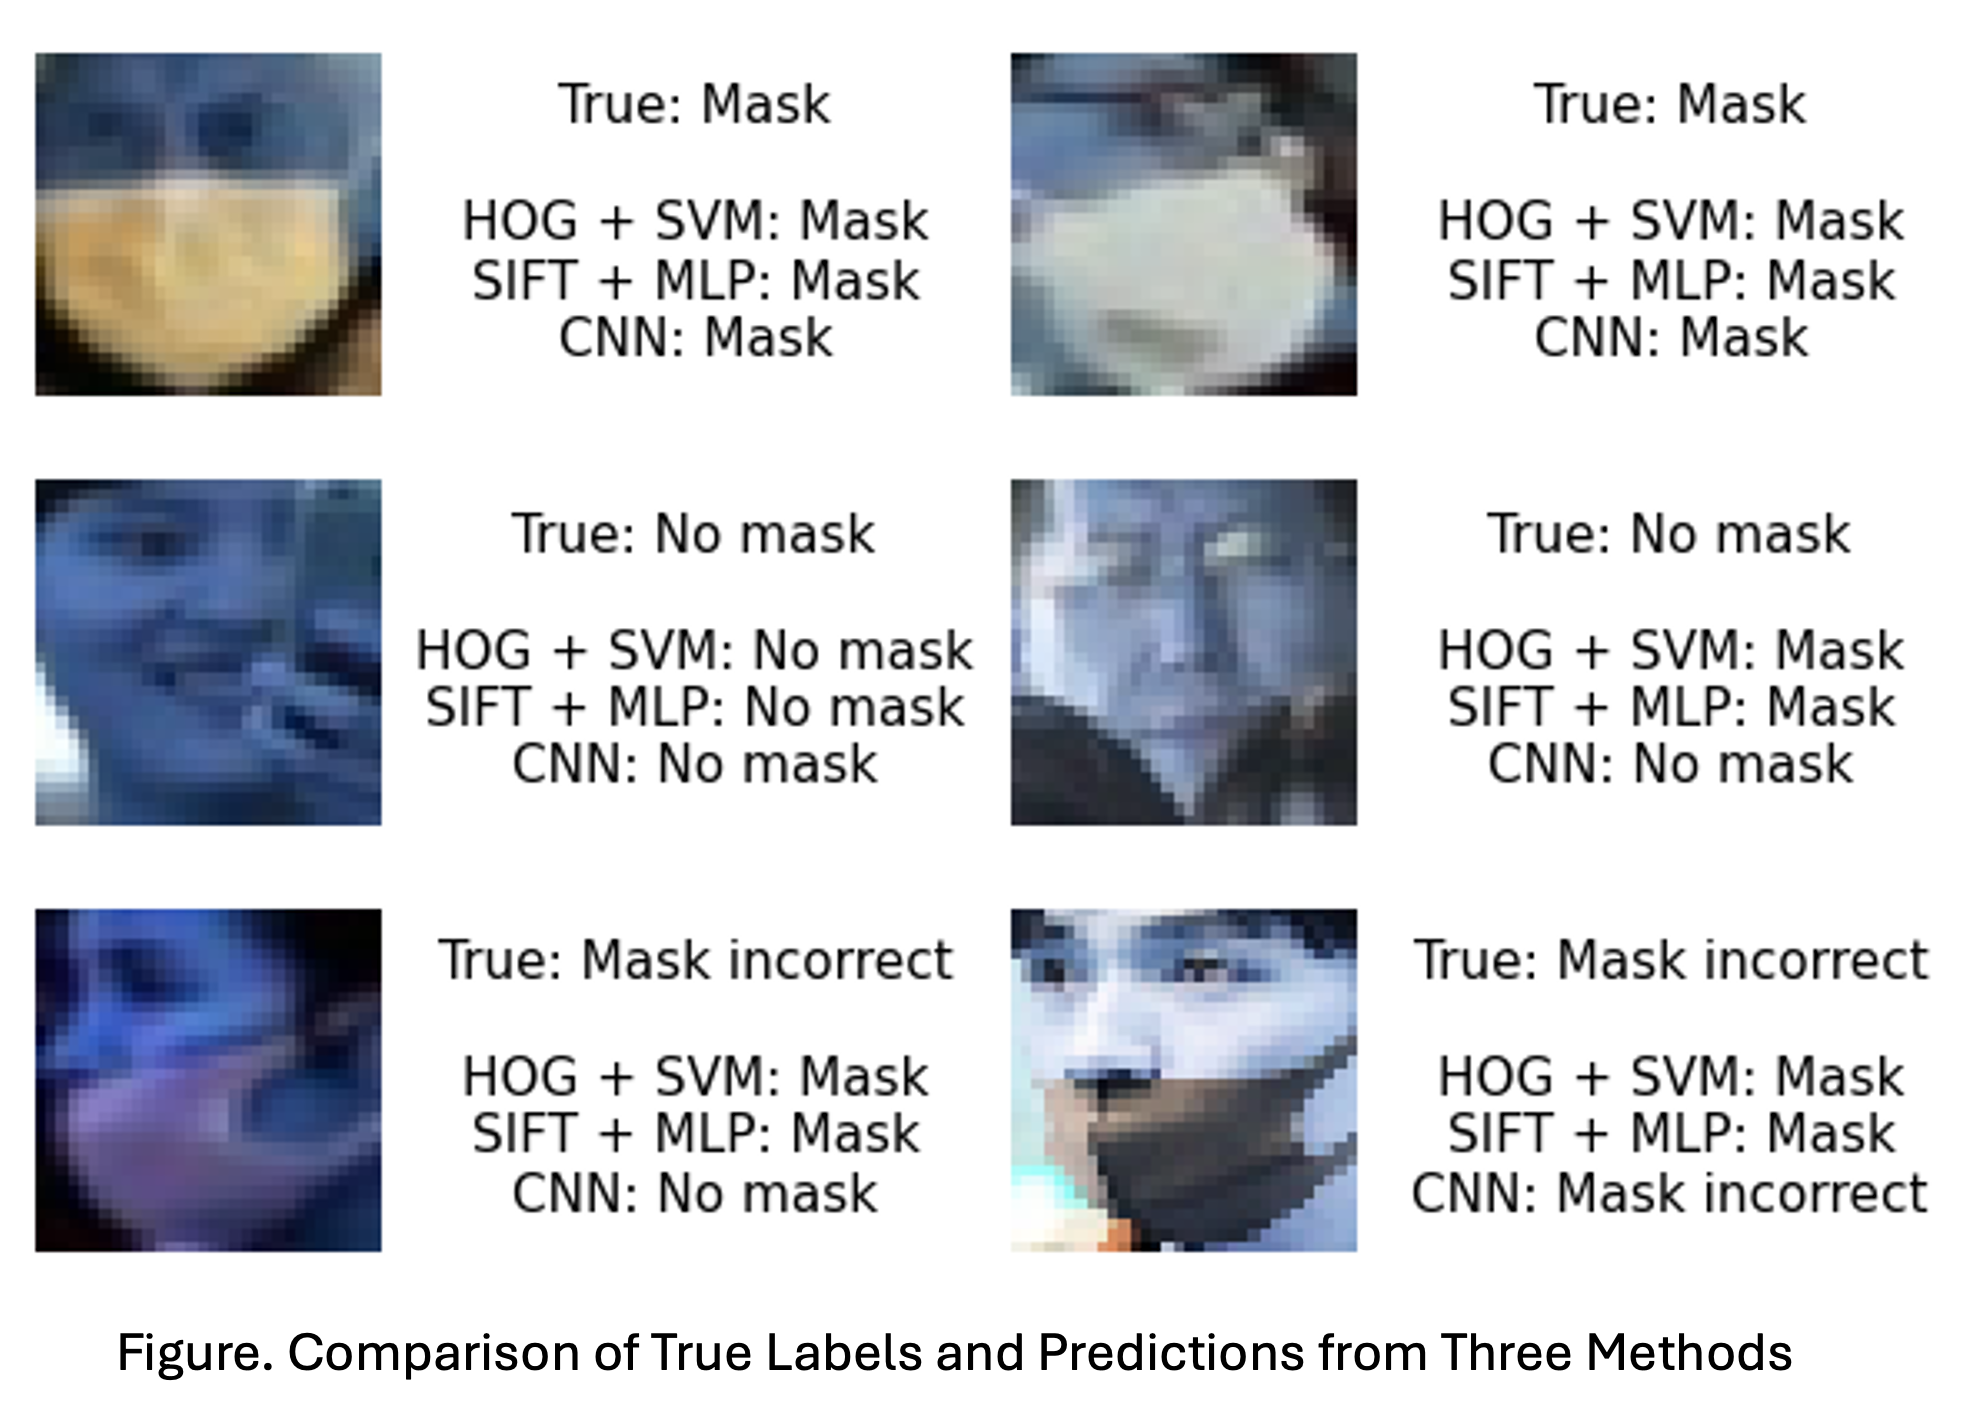 True: Mask
HOG + SVM: Mask
SIFT + MLP: Mask
CNN: Mask
True: Mask
HOG + SVM: Mask
SIFT + MLP: Mask
CNN: Mask
True: No mask
HOG + SVM: No mask
SIFT + MLP: No mask
CNN: No mask
True: No mask
HOG + SVM: Mask
SIFT + MLP: Mask
CNN: No mask
True: Mask incorrect
HOG + SVM: Mask
SIFT + MLP: Mask
CNN: No mask
True: Mask incorrect
HOG + SVM: Mask
SIFT + MLP: Mask
CNN: Mask incorrect
Figure. Comparison of True Labels and Predictions from Three Methods